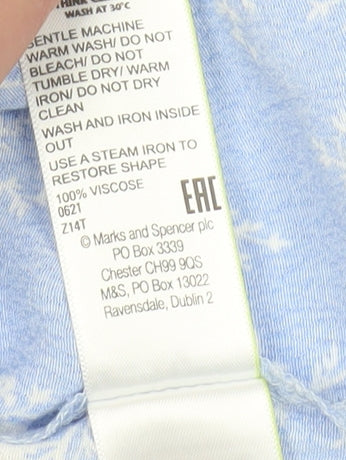 WASH AT 30°C
GENTLE MACHINE
WARM WASH/ DO NOT
BLEACH/ DO NOT
TUMBLE DRY/ WARM
IRON/ DO NOT DRY
CLEAN
WASH AND IRON INSIDE
OUT
USE A STEAM IRON TO
RESTORE SHAPE
100% VISCOSE
0621
Z14T
EAC
© Marks and Spencer plc
PO Box 3339
Chester CH99 9QS
M&S, PO Box 13022
Ravensdale, Dublin 2